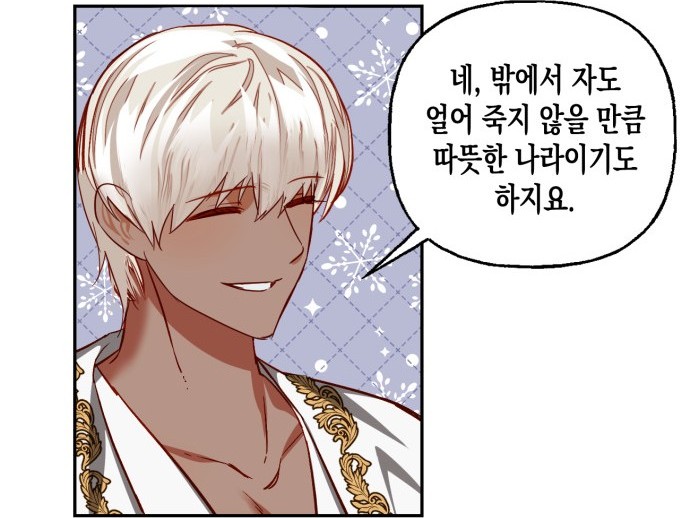 네, 밖에서 자도
얼어 죽지 않을 만큼
따뜻한 나라이기도
하지요.